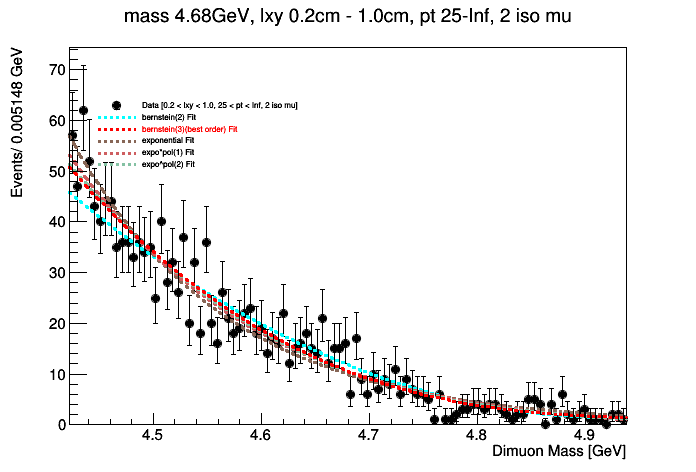 mass 4.68GeV, lxy 0.2cm - 1.0cm, pt 25-Inf, 2 iso mu
Events/ 0.005148 GeV
70
60
50
40
30
20
10
0
Data [0.2 < lxy < 1.0, 25 < pt < Inf, 2 iso mu]
bernstein(2) Fit
bernstein(3)(best order) Fit
exponential Fit
expo*pol(1) Fit
expo*pol(2) Fit
4.5 4.6 4.7 4.8 4.9
Dimuon Mass [GeV]